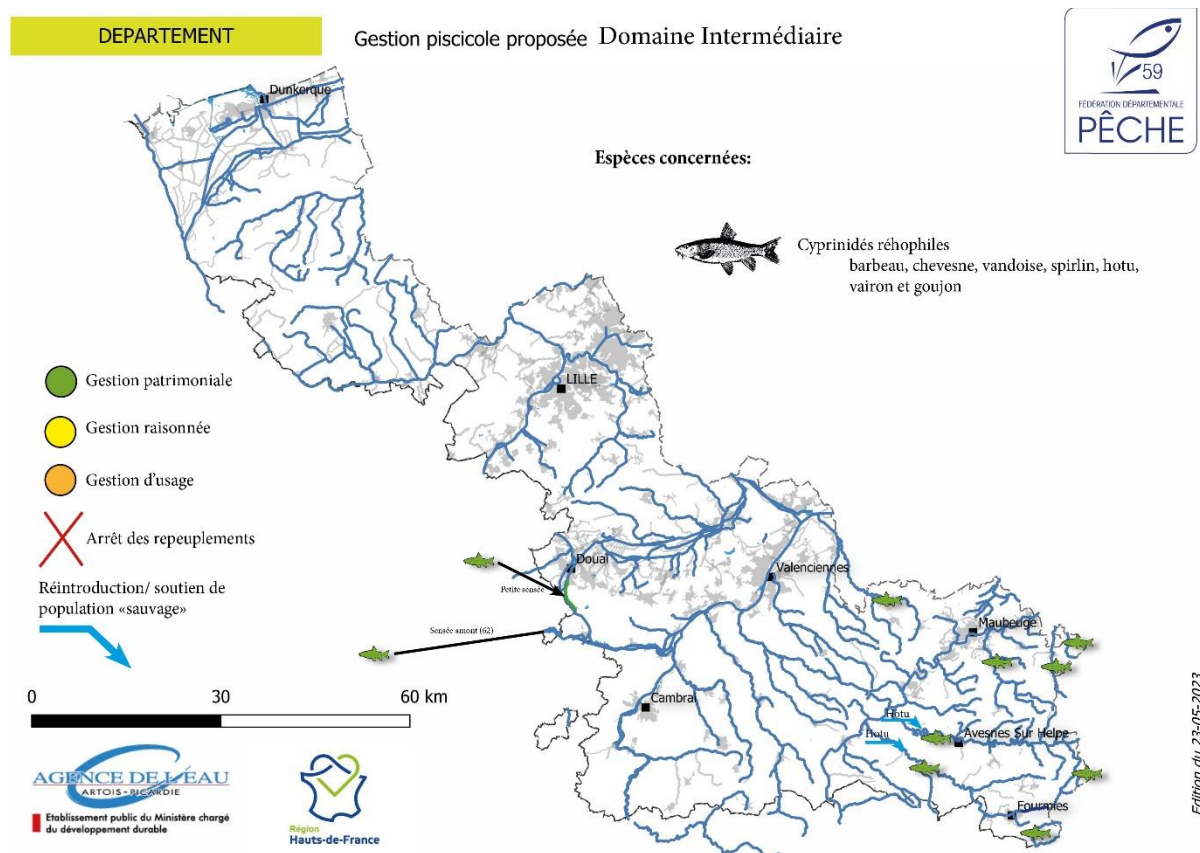 DEPARTEMENT
Gestion piscicole proposée Domaine Intermédiaire
59
FÉDÉRATION DÉPARTEMENTALE
PÊCHE
Dunkerque
Espèces concernées:
Cyprinidés réhophiles
barbeau, chevesne, vandoise, spirlin, hotu,
vairon et goujon
LILLE
Gestion patrimoniale
Gestion raisonnée
Gestion d'usage
Arrêt des repeuplements
Réintroduction/ soutien de
population «sauvage»
Douai
Petite sensée
Valenciennes
Sensée amont (62)
Maubeuge
Cambrai
Hotu
Hotu
Avesnes Sur Helpe
Fourmies
0 30 60 km
AGENCE DE L'EAU
ARTOIS - PICARDIE
Etablissement public du Ministère chargé
du développement durable
Région
Hauts-de-France
Edition du 23-05-2023